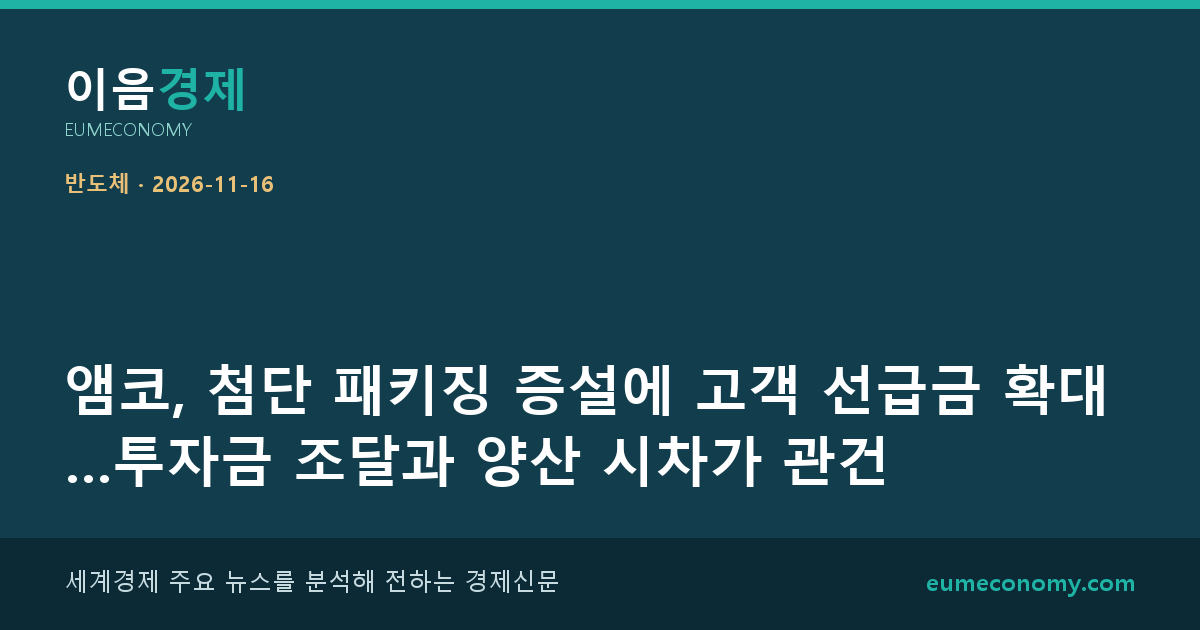 이음경제
EUMECONOMY
반도체 · 2026-11-16
앰코, 첨단 패키징 증설에 고객 선급금 확대
…투자금 조달과 양산 시차가 관건
세계경제 주요 뉴스를 분석해 전하는 경제신문
eumeconomy.com